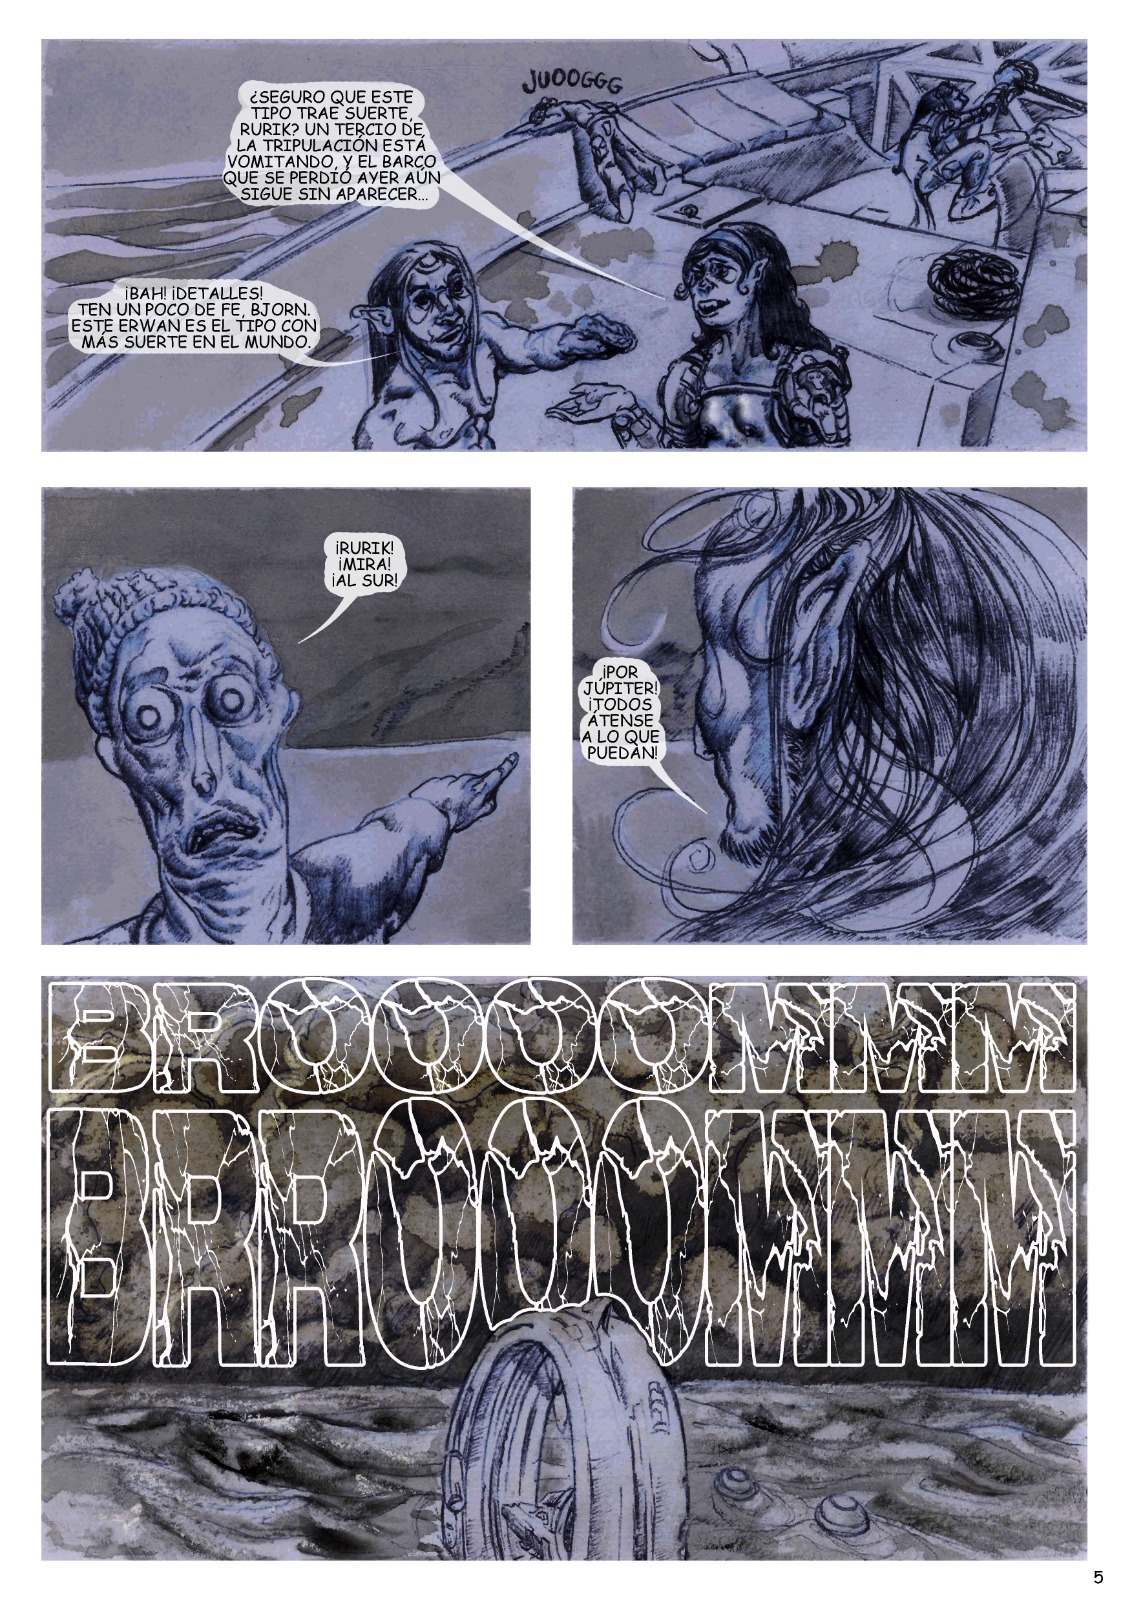 JUOOGGG
¿SEGURO QUE ESTE
TIPO TRAE SUERTE,
RURIK? UN TERCIO DE
LA TRIPULACIÓN ESTÁ
VOMITANDO, Y EL BARCO
QUE SE PERDIÓ AYER AÚN
SIGUE SIN APARECER...
¡BAH! ¡DETALLES!
TEN UN POCO DE FE, BJORN.
ESTE ERWAN ES EL TIPO CON
MÁS SUERTE EN EL MUNDO.
¡RURIK!
¡MIRA!
¡AL SUR!
¡POR
JÚPITER!
¡TODOS
ÁTENSE
A LO QUE
PUEDAN!
BROOOOMMM
BRROOOMMM
5